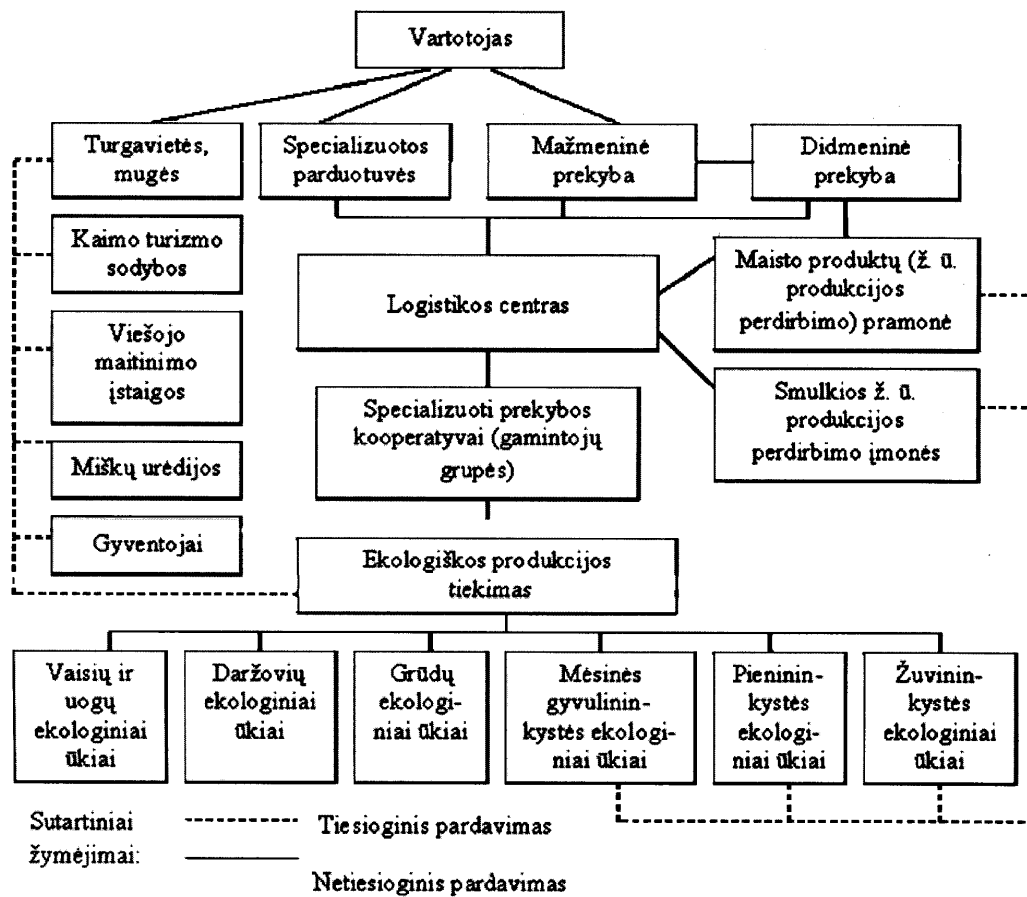 Vartotojas
Turgavietės,
mugės
Specializuotos
parduotuvės
Mažmeninė
prekyba
Didmeninė
prekyba
Kaimo turizmo
sodybos
Logistikos centras
Maisto produktų (ž. ū.
produkcijos
perdirbimo) pramonė
Viešojo
maitinimo
įstaigos
Specializuoti prekybos
kooperatyvai (gamintojų
grupės)
Smulkios ž. ū.
produkcijos
perdirbimo įmonės
Miškų urėdijos
Gyventojai
Ekologiškos produkcijos
tiekimas
Vaisių ir
uogų
ekologiniai
ūkiai
Daržovių
ekologiniai
ūkiai
Grūdų
ekologi-
niai ūkiai
Mėsinės
gyvulinin-
kystės ekologi-
niai ūkiai
Pieninin-
kystės
ekologi-
niai ūkiai
Žuvinin-
kystės
ekologiniai
ūkiai
Sutartiniai
žymėjimai:
Tiesioginis pardavimas
Netiesioginis pardavimas